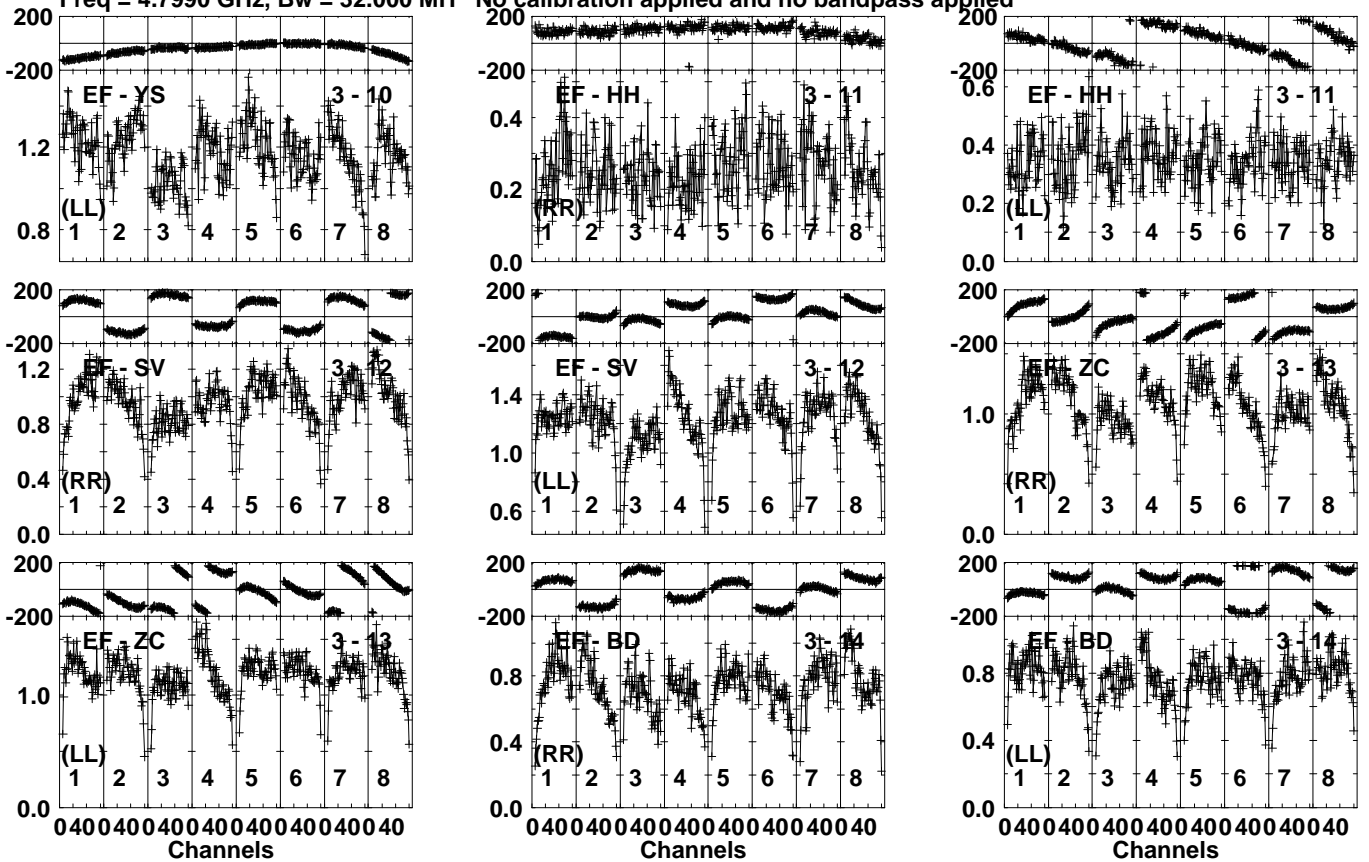 Freq = 4.7990 GHz, Bw = 32.000 MH No calibration applied and no bandpass applied
200 200 200
-200 -200 -200
EF - YS 3 - 10 EF - HH 3 - 11 EF - HH 3 - 11
0.6
1.2 0.4 0.4
0.8 0.2 0.2
(LL) (RR) (LL)
1 2 3 4 5 6 7 8 1 2 3 4 5 6 7 8 1 2 3 4 5 6 7 8
0.0 0.0
200 200 200
-200 -200 -200
EF - SV 3 - 12 EF - SV 3 - 12 EF - ZC 3 - 13
1.2 1.4 1.0
0.8 1.0
0.4 0.6
(RR) (LL) (RR)
1 2 3 4 5 6 7 8 1 2 3 4 5 6 7 8 1 2 3 4 5 6 7 8
0.0 0.0
200 200 200
-200 -200 -200
EF - ZC 3 - 13 EF - BD 3 - 14 EF - BD 3 - 14
1.0 0.8 0.8
0.4 0.4
(LL) (RR) (LL)
1 2 3 4 5 6 7 8 1 2 3 4 5 6 7 8 1 2 3 4 5 6 7 8
0.0 0.0 0.0
0 40 0 40 0 40 0 40 0 40 0 40 0 40 0 40 0 40 0 40 0 40 0 40 0 40 0 40 0 40 0 40 0 40 0 40 0 40 0 40 0 40 0 40 0 40 0 40
Channels Channels Channels